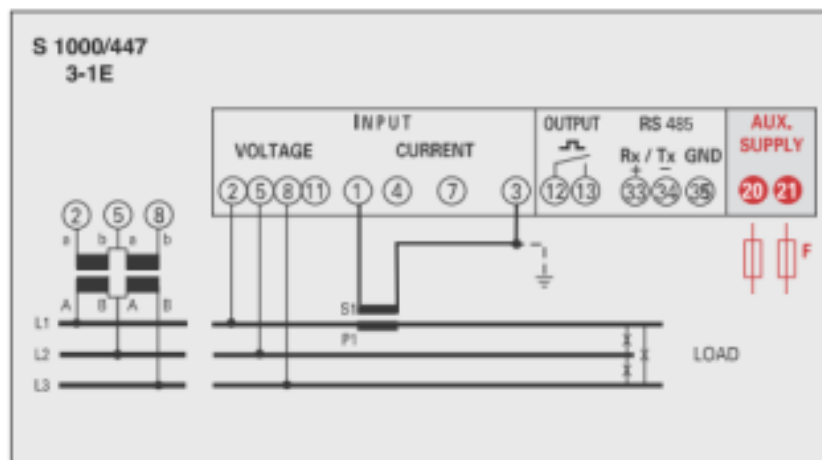 S 1000/447
3-1E
INPUT
VOLTAGE CURRENT
2 5 8 11 1 4 7 3
OUTPUT
12 13
RS 485
Rx / Tx GND
+ −
33 34 35
AUX.
SUPPLY
20 21
F
2 5 8
a b a b
A B A B
S1
P1
L1
L2
L3
LOAD